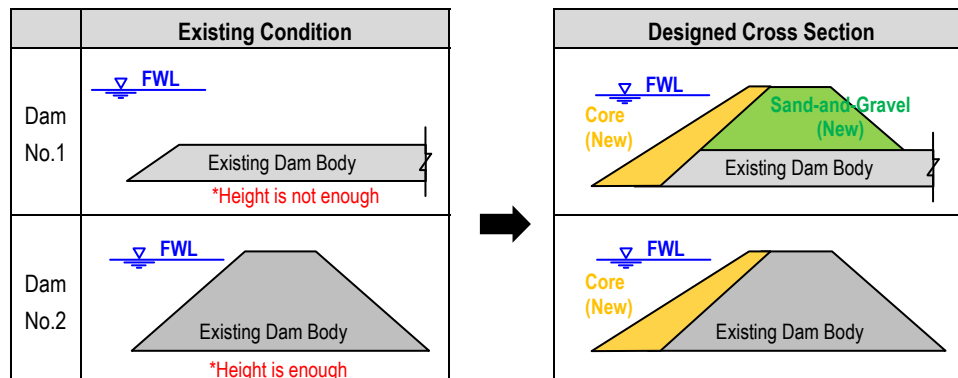 Existing Condition
Designed Cross Section
Dam
No.1
FWL
Existing Dam Body
*Height is not enough
FWL
Core
(New)
Sand-and-Gravel
(New)
Existing Dam Body
Dam
No.2
FWL
Existing Dam Body
*Height is enough
FWL
Core
(New)
Existing Dam Body